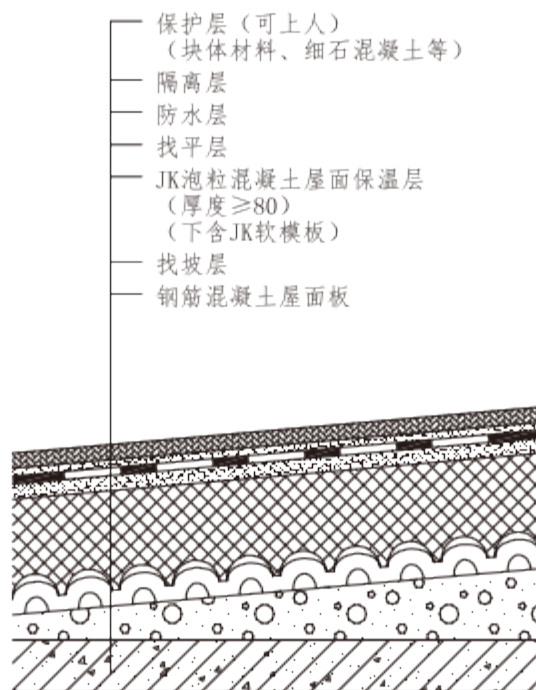 保护层（可上人）
（块体材料、细石混凝土等）
隔离层
防水层
找平层
JK泡粒混凝土屋面保温层
（厚度≥80）
（下含JK软模板）
找坡层
钢筋混凝土屋面板